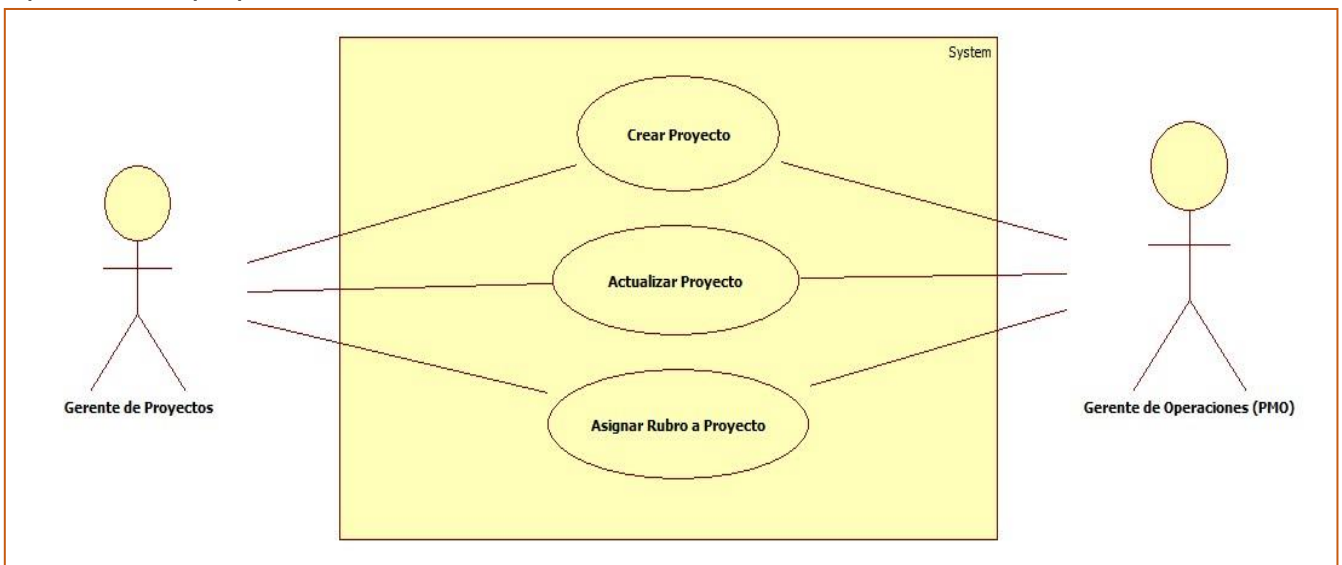 System
Crear Proyecto
Actualizar Proyecto
Gerente de Proyectos
Gerente de Operaciones (PMO)
Asignar Rubro a Proyecto